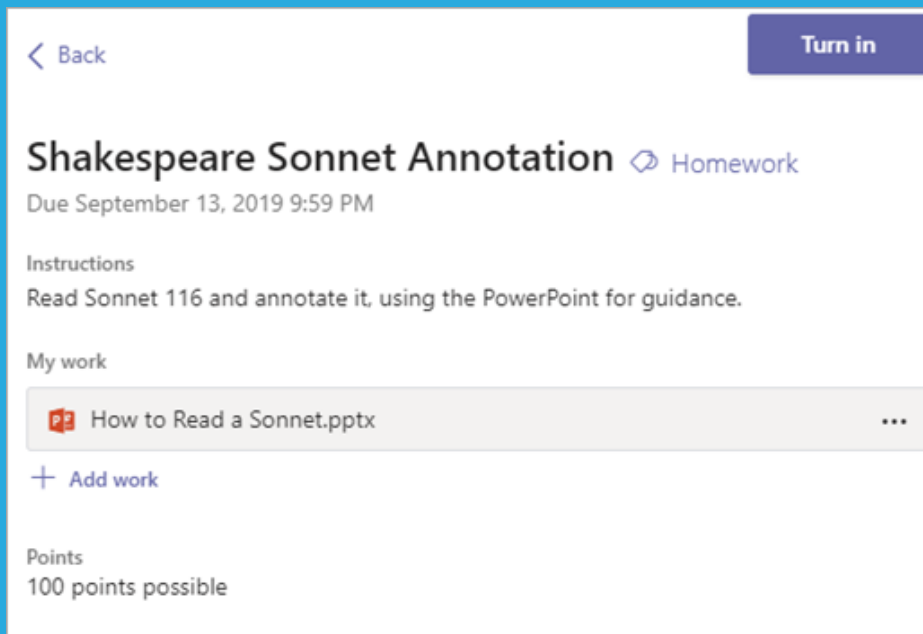 Back
Turn in
Shakespeare Sonnet Annotation Homework
Due September 13, 2019 9:59 PM
Instructions
Read Sonnet 116 and annotate it, using the PowerPoint for guidance.
My work
How to Read a Sonnet.pptx
Add work
Points
100 points possible